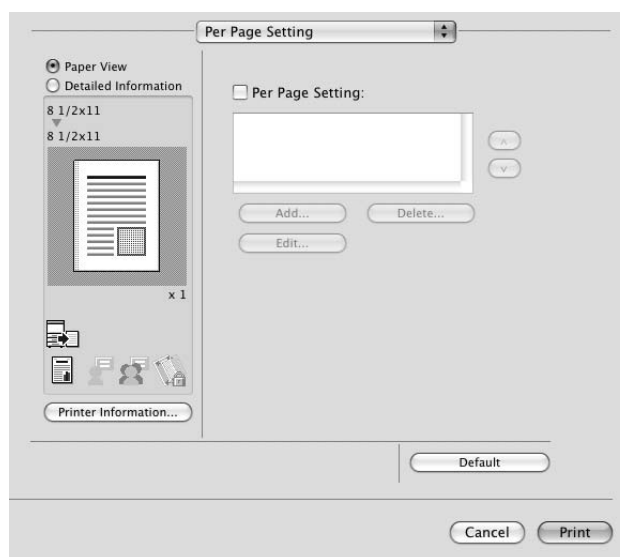 Per Page Setting
Paper View
Detailed Information
8 1/2x11
8 1/2x11
x 1
Printer Information...
Per Page Setting:
Add...
Delete...
Edit...
Default
Cancel
Print